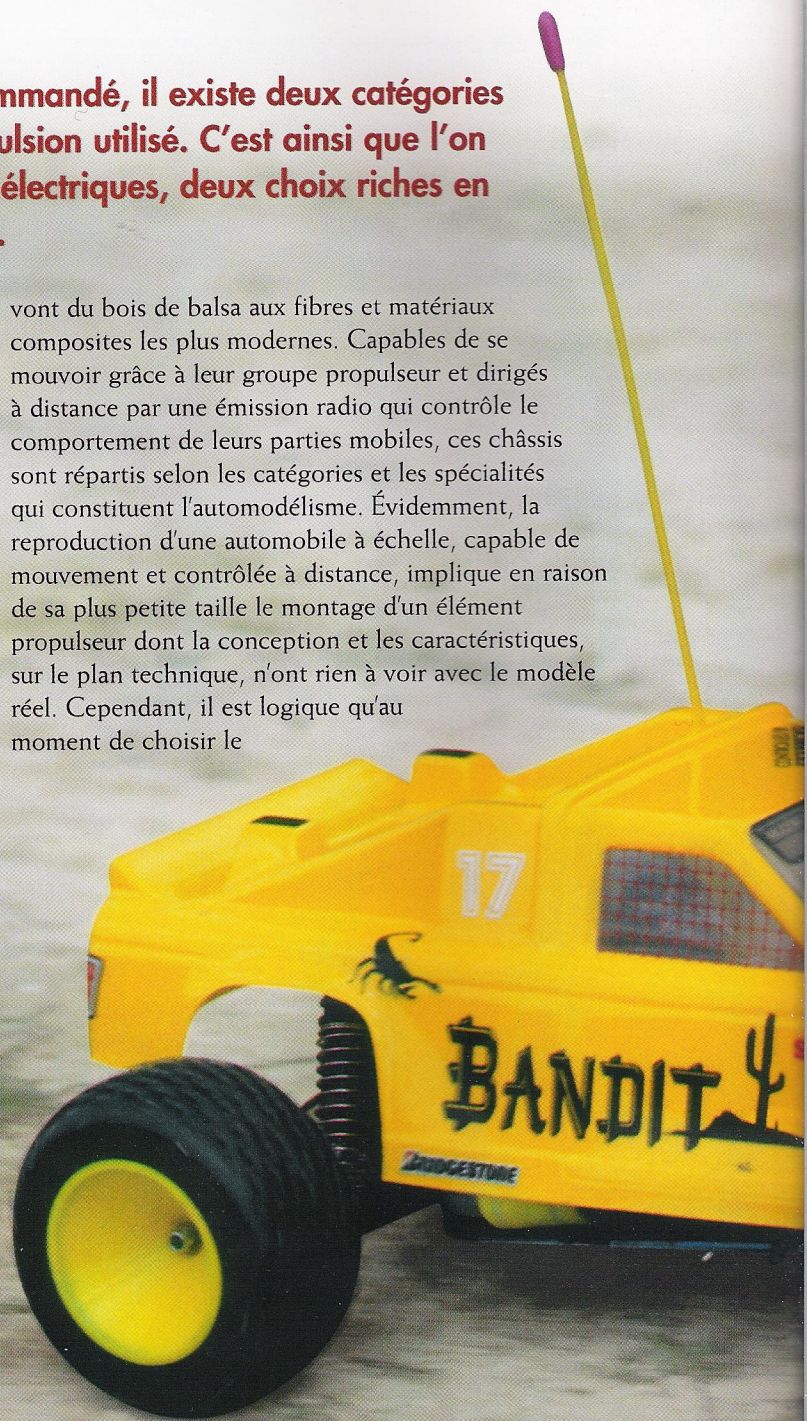 mmandé, il existe deux catégories
ulsion utilisé. C'est ainsi que l'on
électriques, deux choix riches en
.
vont du bois de balsa aux fibres et matériaux
composites les plus modernes. Capables de se
mouvoir grâce à leur groupe propulseur et dirigés
à distance par une émission radio qui contrôle le
comportement de leurs parties mobiles, ces châssis
sont répartis selon les catégories et les spécialités
qui constituent l'automodélisme. Évidemment, la
reproduction d'une automobile à échelle, capable de
mouvement et contrôlée à distance, implique en raison
de sa plus petite taille le montage d'un élément
propulseur dont la conception et les caractéristiques,
sur le plan technique, n'ont rien à voir avec le modèle
réel. Cependant, il est logique qu'au
moment de choisir le
17
BANDIT
BRIDGESTONE